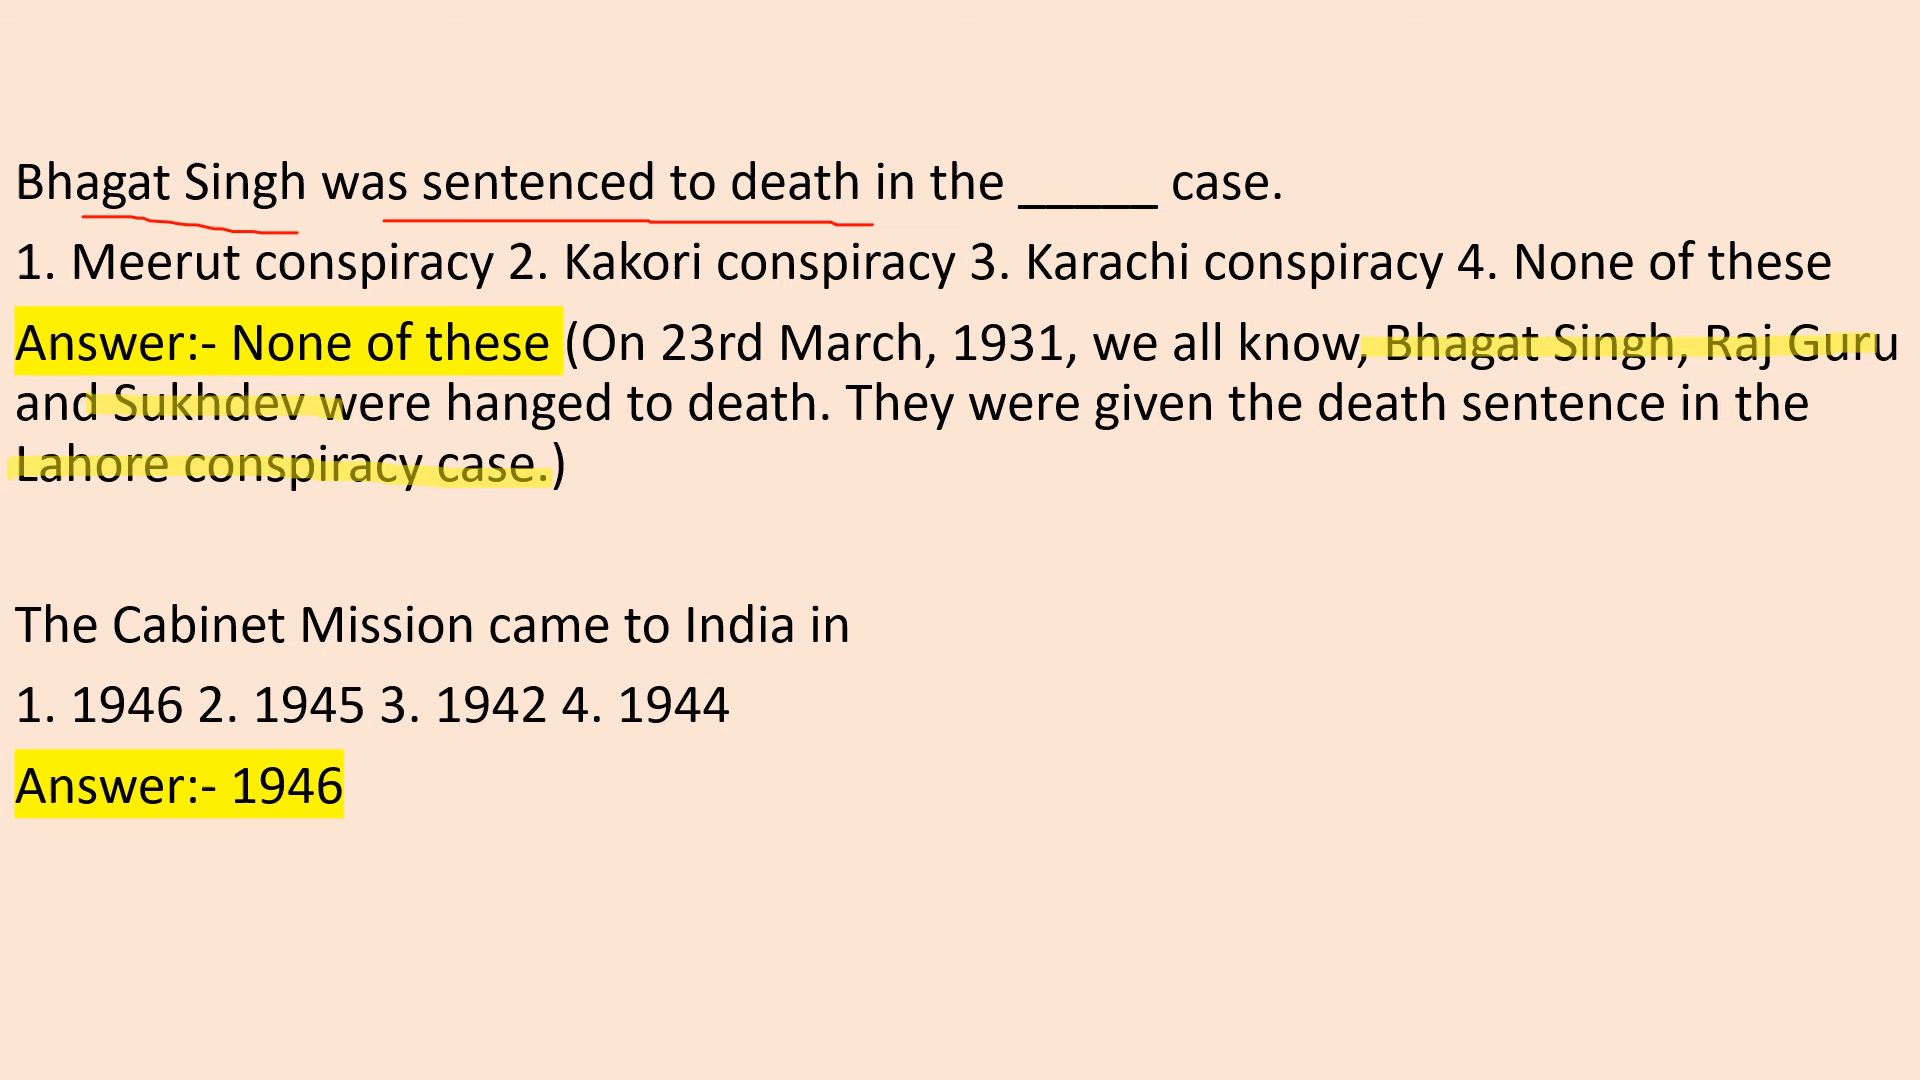 Bhagat Singh was sentenced to death in the _____ case.
1. Meerut conspiracy 2. Kakori conspiracy 3. Karachi conspiracy 4. None of these
Answer:- None of these (On 23rd March, 1931, we all know, Bhagat Singh, Raj Guru
and Sukhdev were hanged to death. They were given the death sentence in the
Lahore conspiracy case.)
The Cabinet Mission came to India in
1. 1946 2. 1945 3. 1942 4. 1944
Answer:- 1946